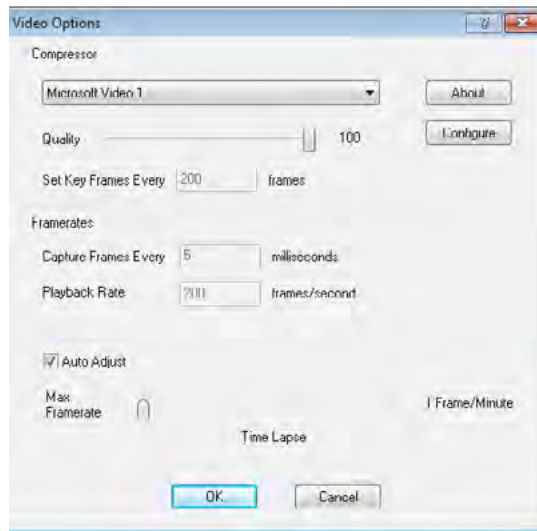 Video Options
Compressor
Microsoft Video 1
About
Quality 100
Configure
Set Key Frames Every 200 frames
Framerates
Capture Frames Every 5 milliseconds
Playback Rate 200 frames/second
Auto Adjust
Max
Framerate
1 Frame/Minute
Time Lapse
OK Cancel